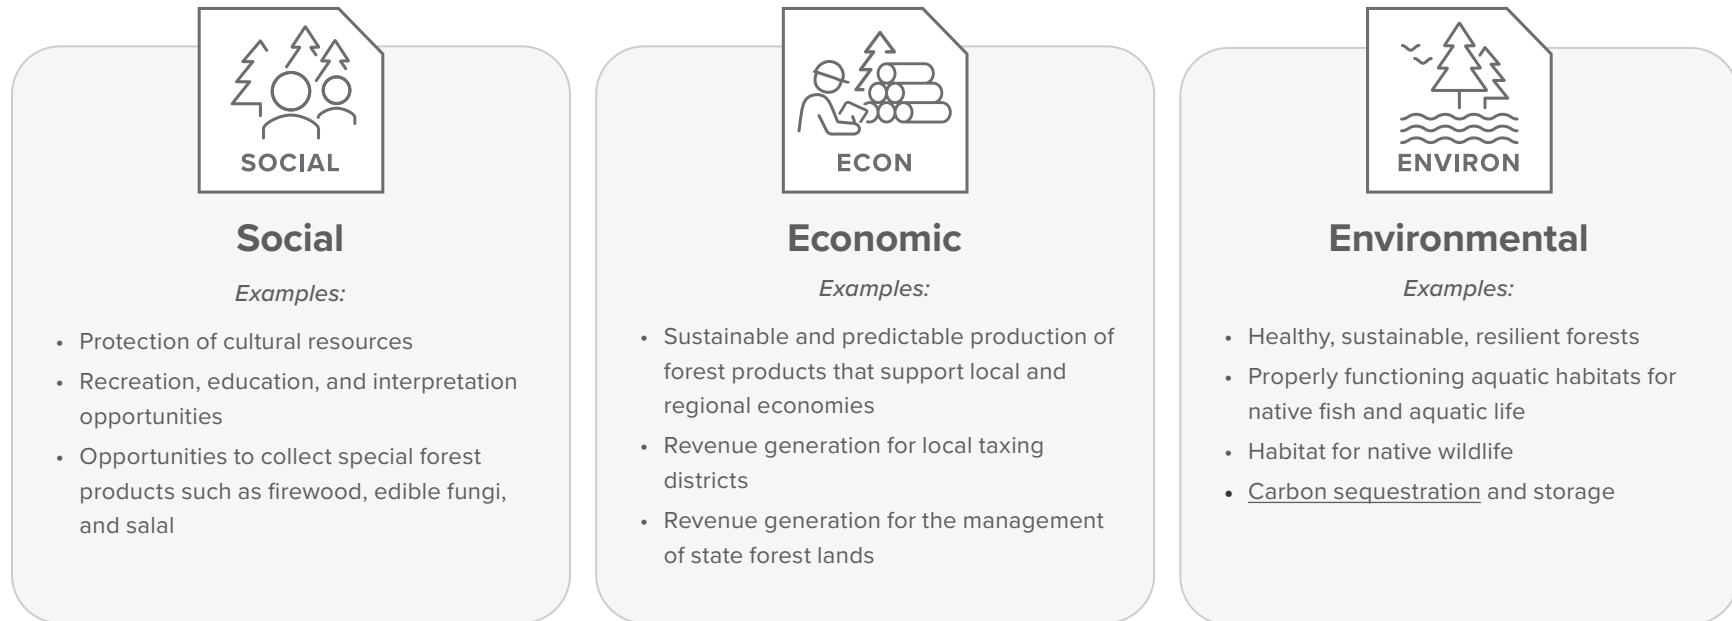 SOCIAL
Social
Examples:
• Protection of cultural resources
• Recreation, education, and interpretation
opportunities
• Opportunities to collect special forest
products such as firewood, edible fungi,
and salal
ECON
Economic
Examples:
• Sustainable and predictable production of
forest products that support local and
regional economies
• Revenue generation for local taxing
districts
• Revenue generation for the management
of state forest lands
ENVIRON
Environmental
Examples:
• Healthy, sustainable, resilient forests
• Properly functioning aquatic habitats for
native fish and aquatic life
• Habitat for native wildlife
• Carbon sequestration and storage